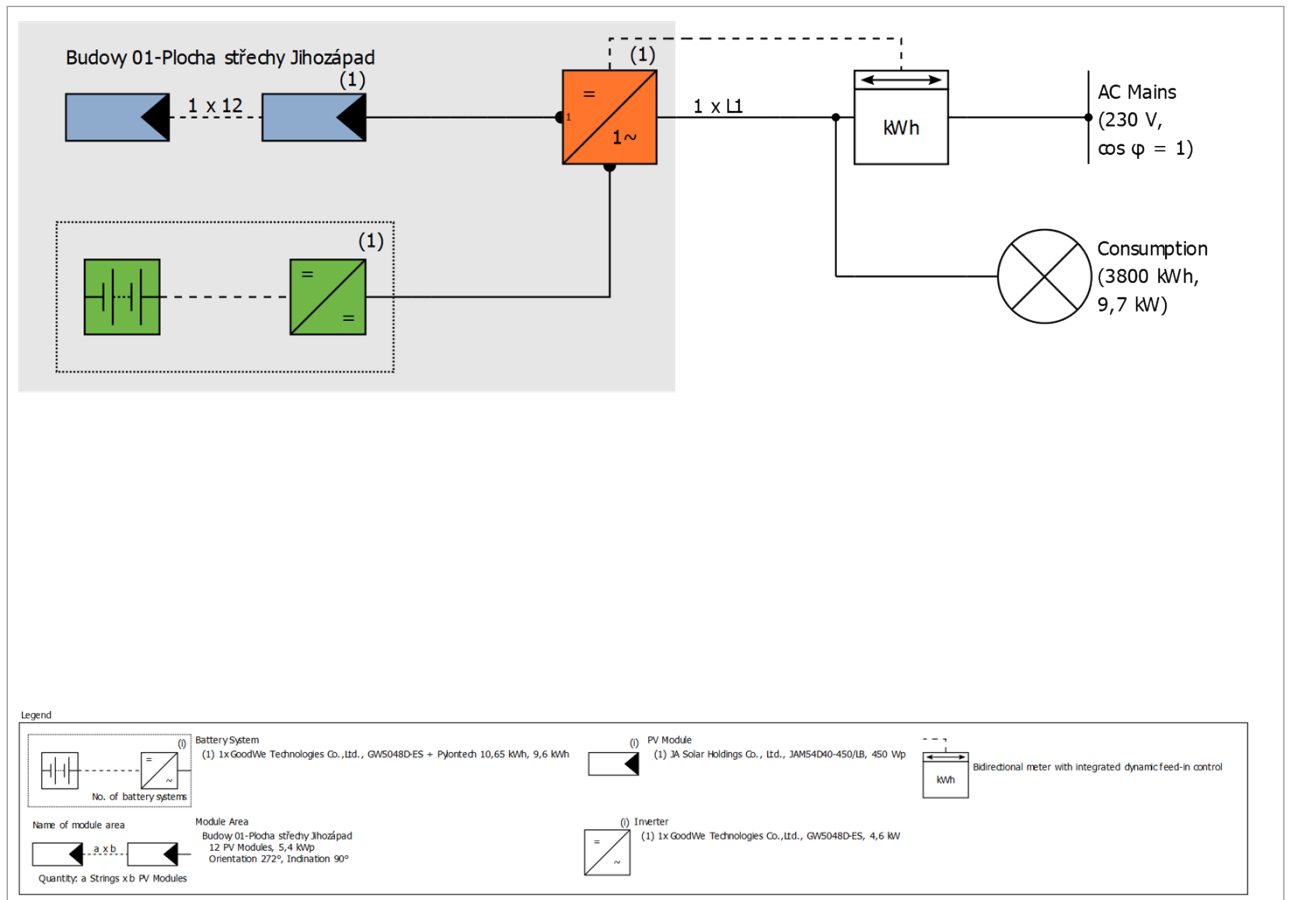 Budovy 01-Plocha střechy Jihozápad
(1)
1 x 12
(1)
=
1
1~
1 x L1
kWh
AC Mains
(230 V,
cos φ = 1)
(1)
=
=
Consumption
(3800 kWh,
9,7 kW)
Legend
(i)
Battery System
(1) 1x GoodWe Technologies Co.,Ltd., GW5048D-ES + Pylontech 10,65 kWh, 9,6 kWh
=
~
No. of battery systems
(i)
PV Module
(1) JA Solar Holdings Co., Ltd., JAM54D40-450/LB, 450 Wp
kWh
Bidirectional meter with integrated dynamic feed-in control
Name of module area
a x b
Quantity: a Strings x b PV Modules
Module Area
Budovy 01-Plocha střechy Jihozápad
12 PV Modules, 5,4 kWp
Orientation 272°, Inclination 90°
(i) Inverter
(1) 1x GoodWe Technologies Co.,Ltd., GW5048D-ES, 4,6 kW
=
~